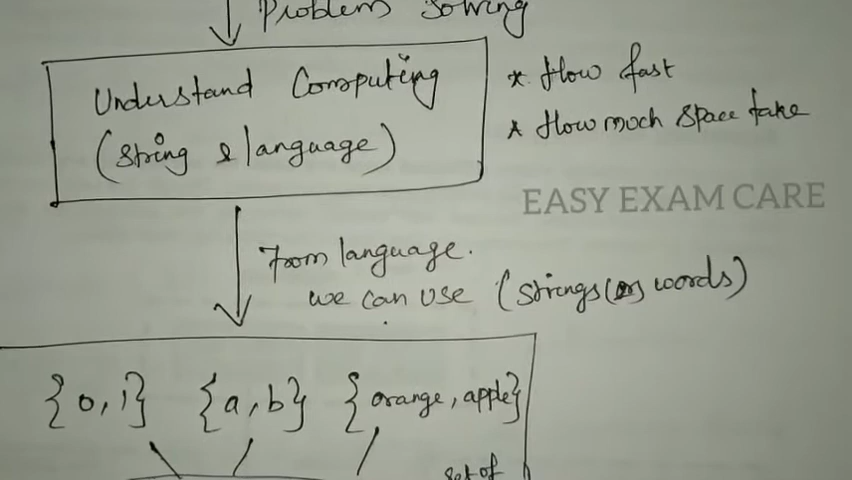 Problem Solving
Understand Computing
(string & language)
* How fast
* How much space take
EASY EXAM CARE
From language.
we can use (strings (or) words)
{0,1} {a,b} {orange, apple}
set of